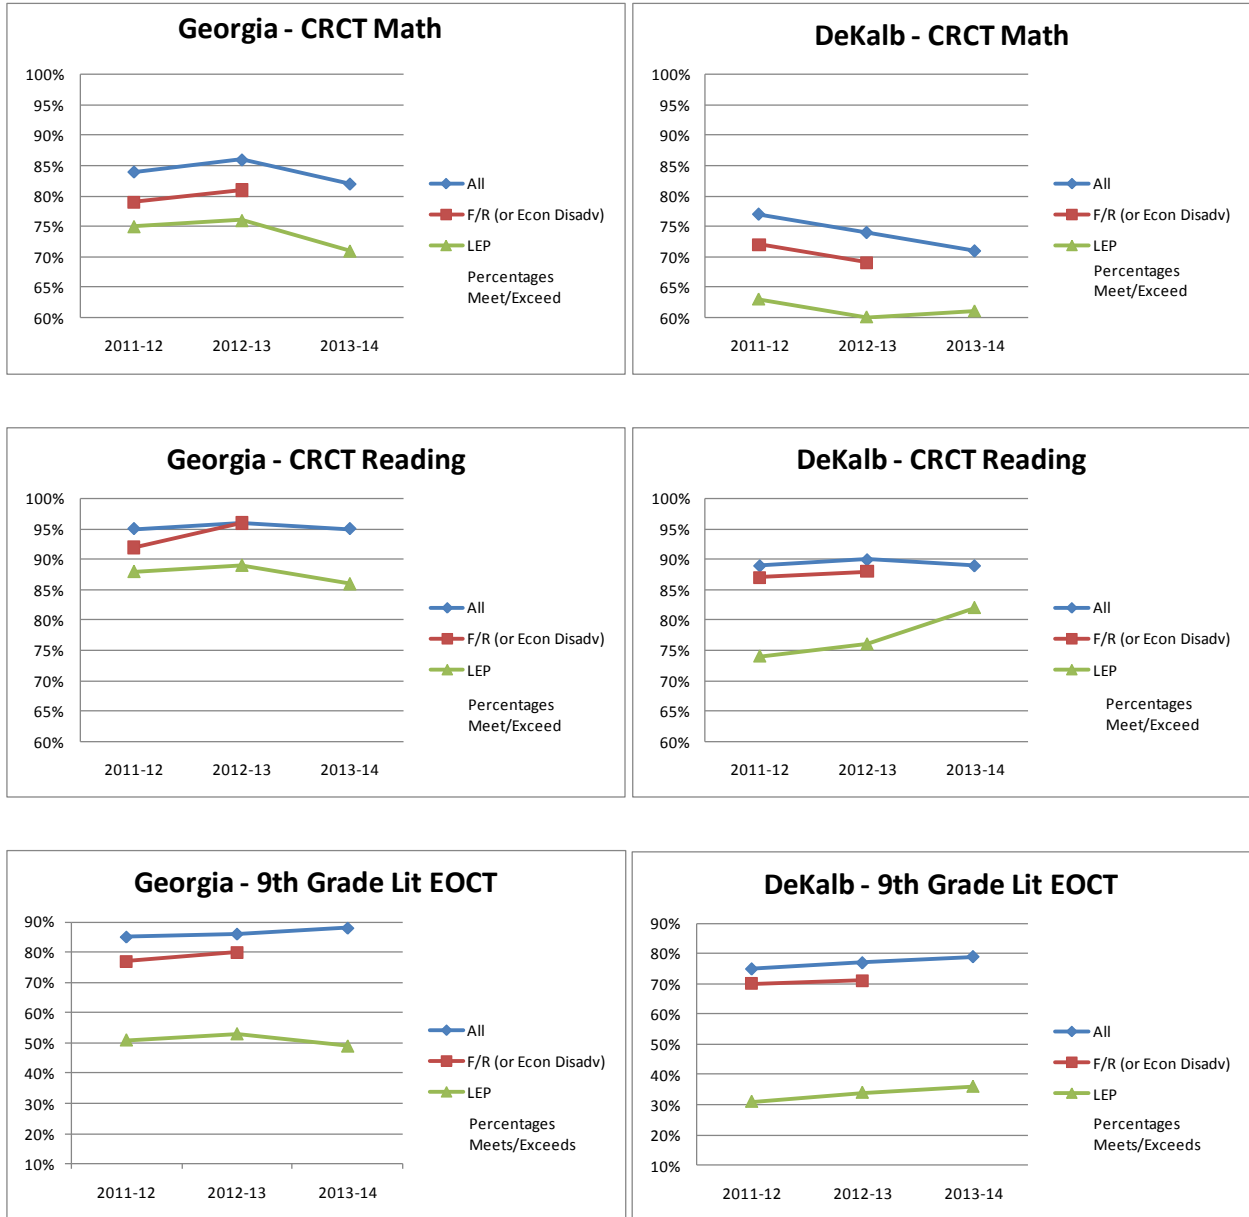 Georgia - CRCT Math
100%
95%
90%
85%
80%
75%
70%
65%
60%
2011-12 2012-13 2013-14
All
F/R (or Econ Disadv)
LEP
Percentages
Meet/Exceed
DeKalb - CRCT Math
100%
95%
90%
85%
80%
75%
70%
65%
60%
2011-12 2012-13 2013-14
All
F/R (or Econ Disadv)
LEP
Percentages
Meet/Exceed
Georgia - CRCT Reading
100%
95%
90%
85%
80%
75%
70%
65%
60%
2011-12 2012-13 2013-14
All
F/R (or Econ Disadv)
LEP
Percentages
Meet/Exceed
DeKalb - CRCT Reading
100%
95%
90%
85%
80%
75%
70%
65%
60%
2011-12 2012-13 2013-14
All
F/R (or Econ Disadv)
LEP
Percentages
Meet/Exceed
Georgia - 9th Grade Lit EOCT
90%
80%
70%
60%
50%
40%
30%
20%
10%
2011-12 2012-13 2013-14
All
F/R (or Econ Disadv)
LEP
Percentages
Meets/Exceeds
DeKalb - 9th Grade Lit EOCT
90%
80%
70%
60%
50%
40%
30%
20%
10%
2011-12 2012-13 2013-14
All
F/R (or Econ Disadv)
LEP
Percentages
Meets/Exceeds